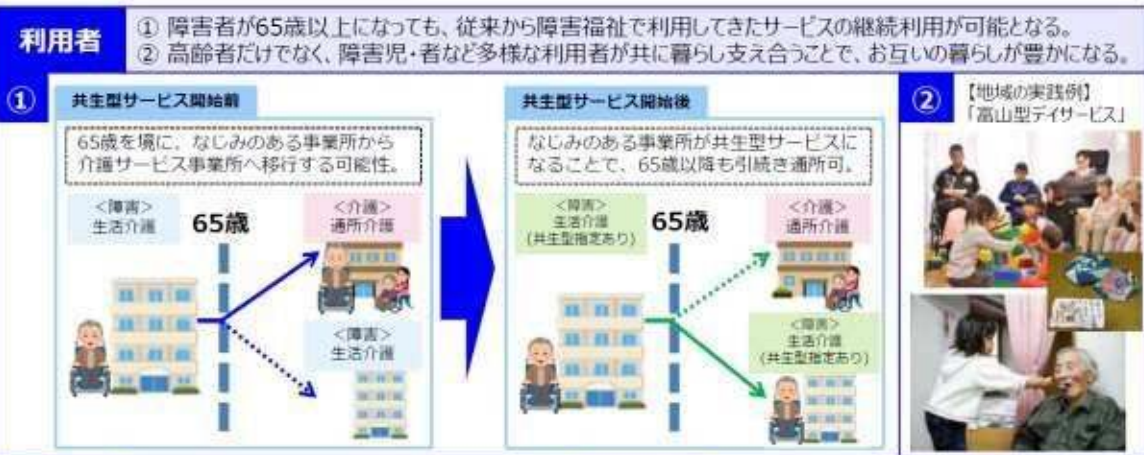 利用者
① 障害者が65歳以上になっても、従来から障害福祉で利用してきたサービスの継続利用が可能となる。
② 高齢者だけでなく、障害児・者など多様な利用者が共に暮らし支え合うことで、お互いの暮らしが豊かになる。
①
共生型サービス開始前
65歳を境に、なじみのある事業所から
介護サービス事業所へ移行する可能性。
<障害>
生活介護
65歳
<介護>
通所介護
<障害>
生活介護
共生型サービス開始後
なじみのある事業所が共生型サービスに
なることで、65歳以降も引続き通所可。
<障害>
生活介護
(共生型指定あり)
65歳
<介護>
通所介護
<障害>
生活介護
(共生型指定あり)
②
【地域の実践例】
「富山型デイサービス」